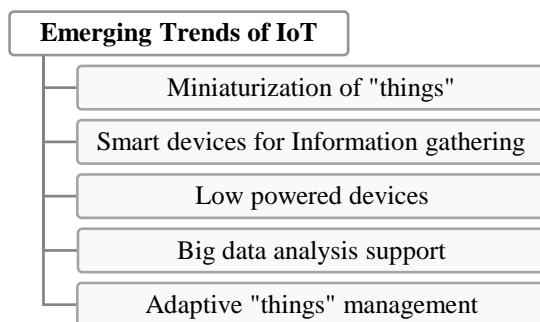 Emerging Trends of IoT
Miniaturization of "things"
Smart devices for Information gathering
Low powered devices
Big data analysis support
Adaptive "things" management